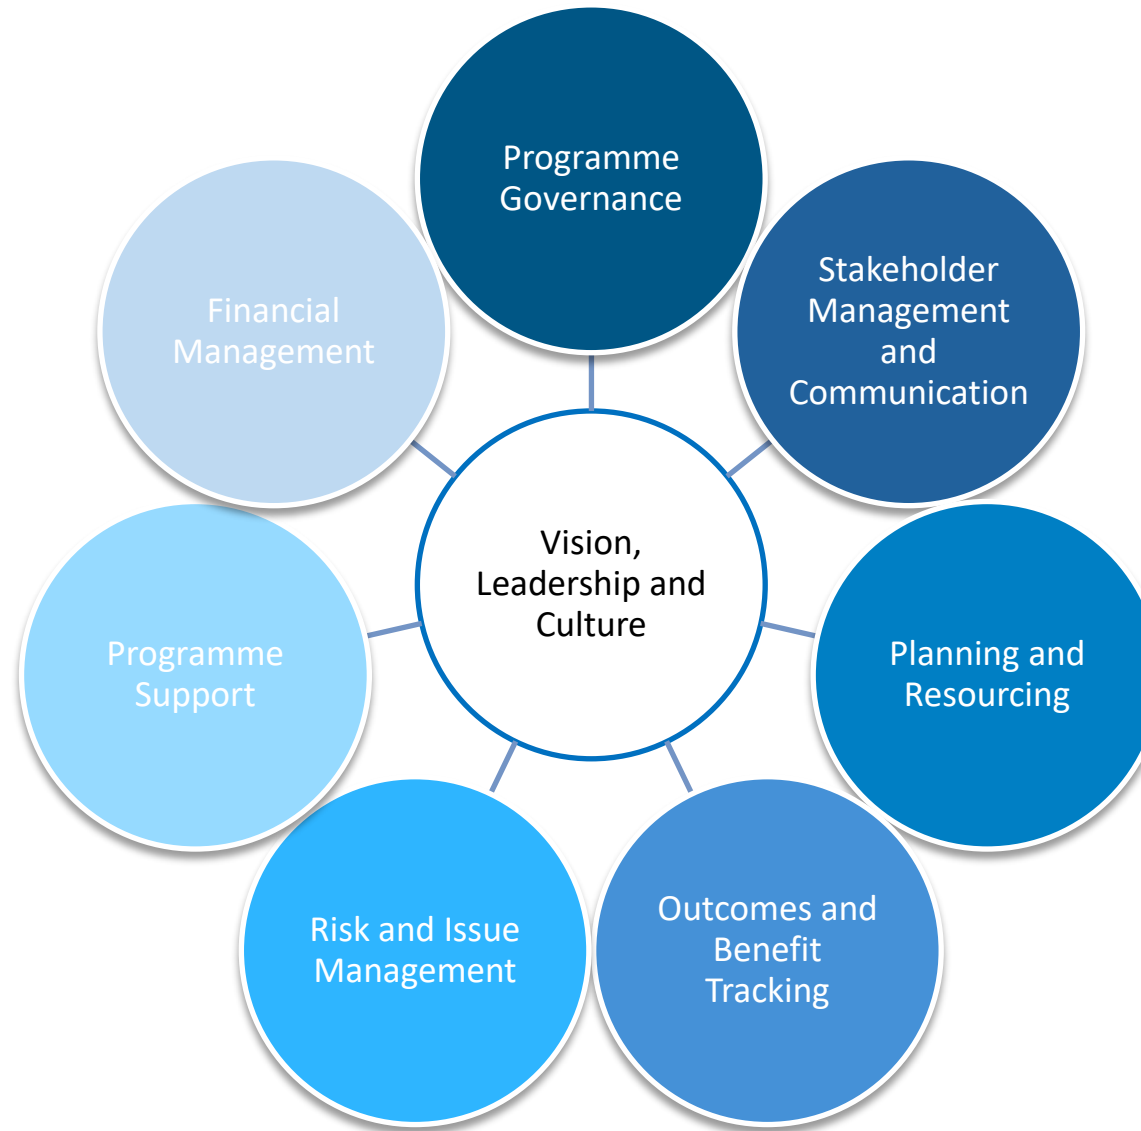 Programme
Governance
Stakeholder
Management
and
Communication
Planning and
Resourcing
Outcomes and
Benefit
Tracking
Risk and Issue
Management
Programme
Support
Financial
Management
Vision,
Leadership and
Culture